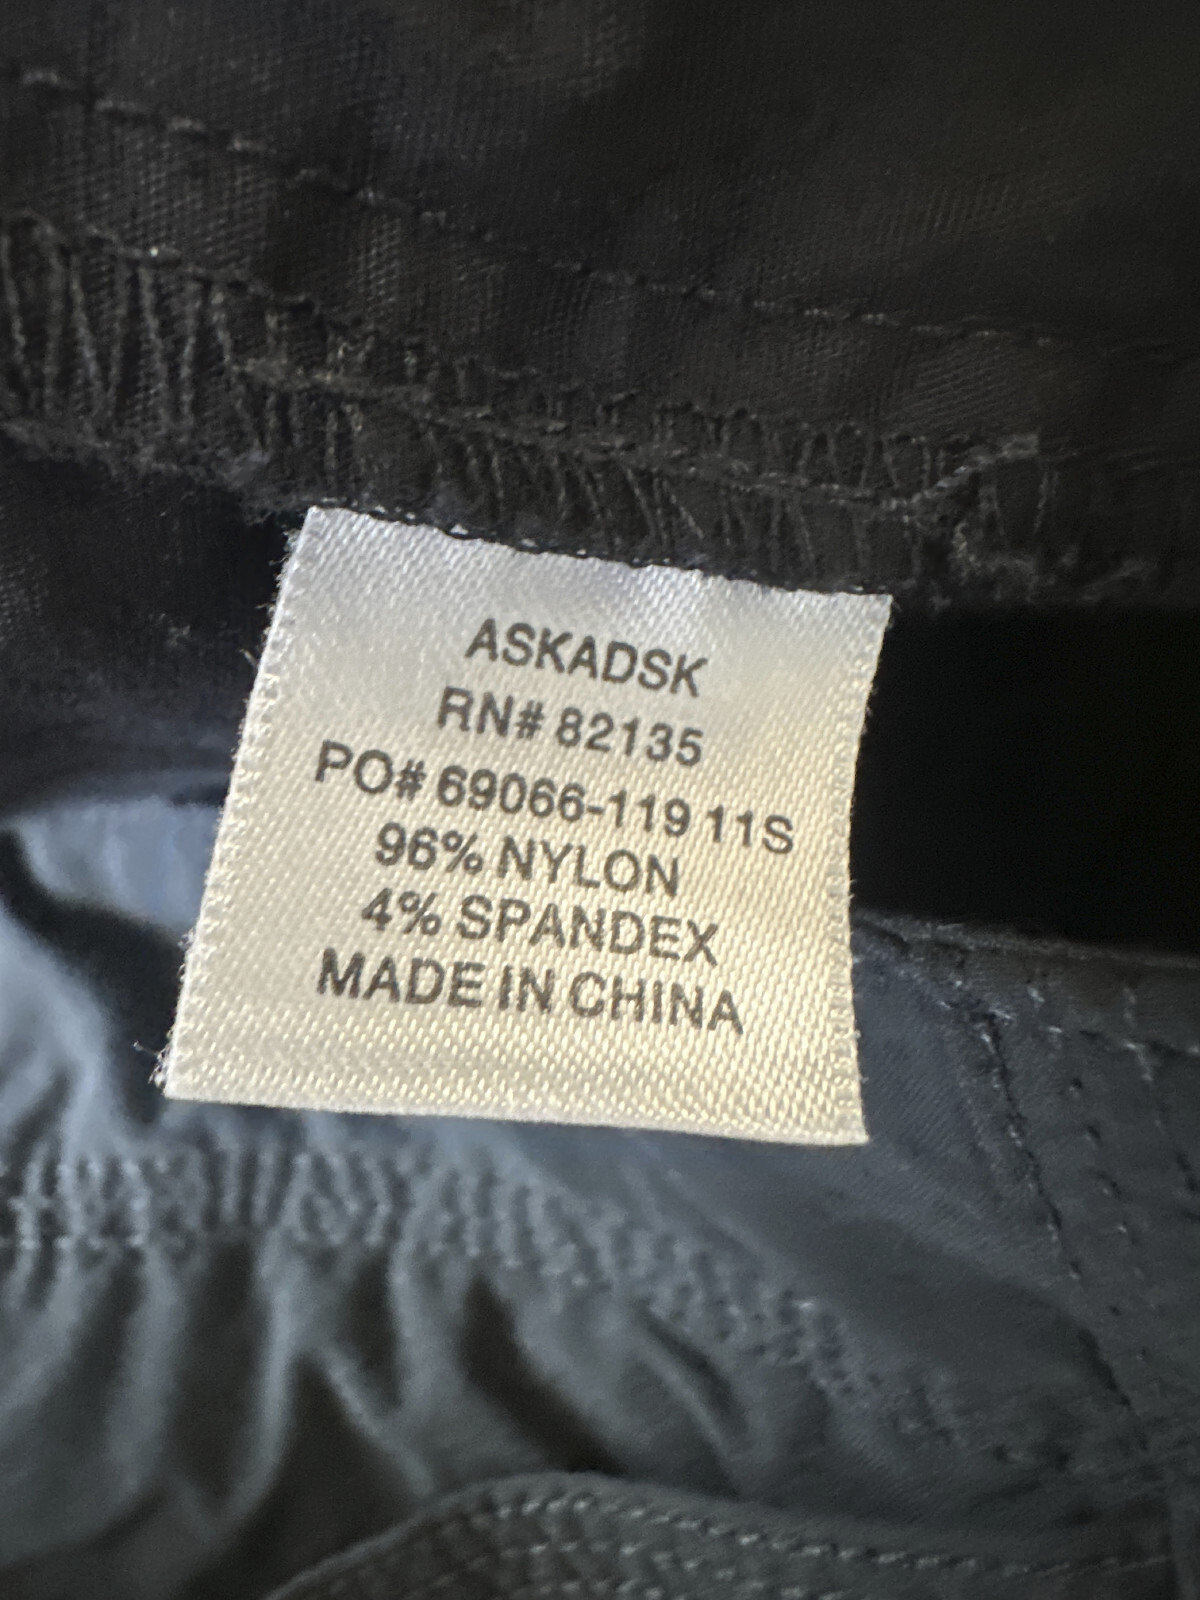 ASKADSK
RN# 82135
PO# 69066-119 11S
96% NYLON
4% SPANDEX
MADE IN CHINA